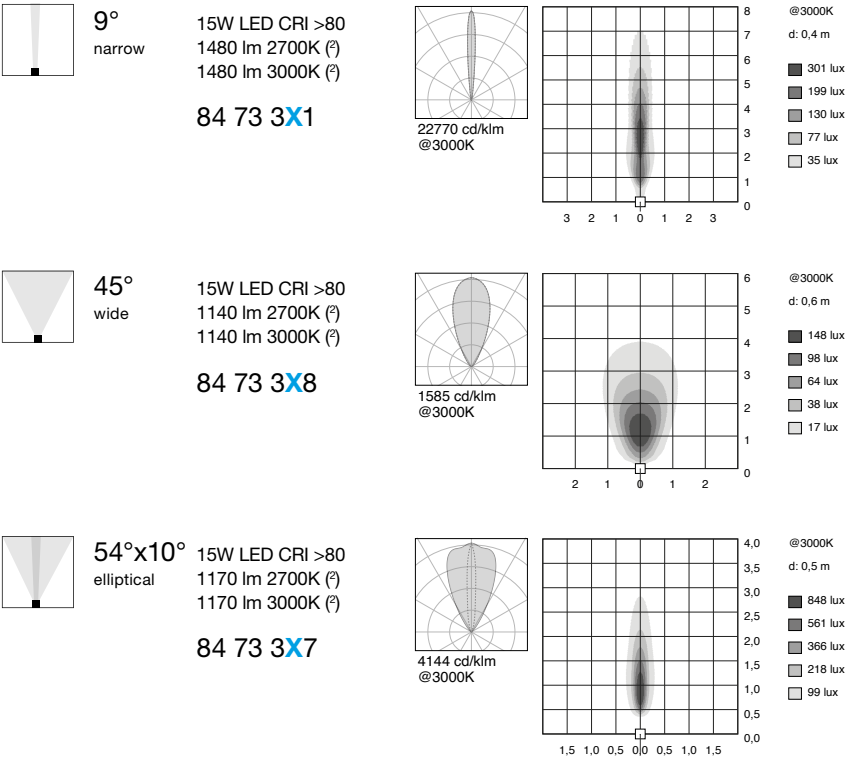 9°
narrow
15W LED CRI >80
1480 lm 2700K (²)
1480 lm 3000K (²)
84 73 3X1
22770 cd/klm
@3000K
8
7
6
5
4
3
2
1
0
3 2 1 0 1 2 3
@3000K
d: 0,4 m
301 lux
199 lux
130 lux
77 lux
35 lux
45°
wide
15W LED CRI >80
1140 lm 2700K (²)
1140 lm 3000K (²)
84 73 3X8
1585 cd/klm
@3000K
6
5
4
3
2
1
0
2 1 0 1 2
@3000K
d: 0,6 m
148 lux
98 lux
64 lux
38 lux
17 lux
54°x10°
elliptical
15W LED CRI >80
1170 lm 2700K (²)
1170 lm 3000K (²)
84 73 3X7
4144 cd/klm
@3000K
4,0
3,5
3,0
2,5
2,0
1,5
1,0
0,5
0,0
1,5 1,0 0,5 0,0 0,5 1,0 1,5
@3000K
d: 0,5 m
848 lux
561 lux
366 lux
218 lux
99 lux